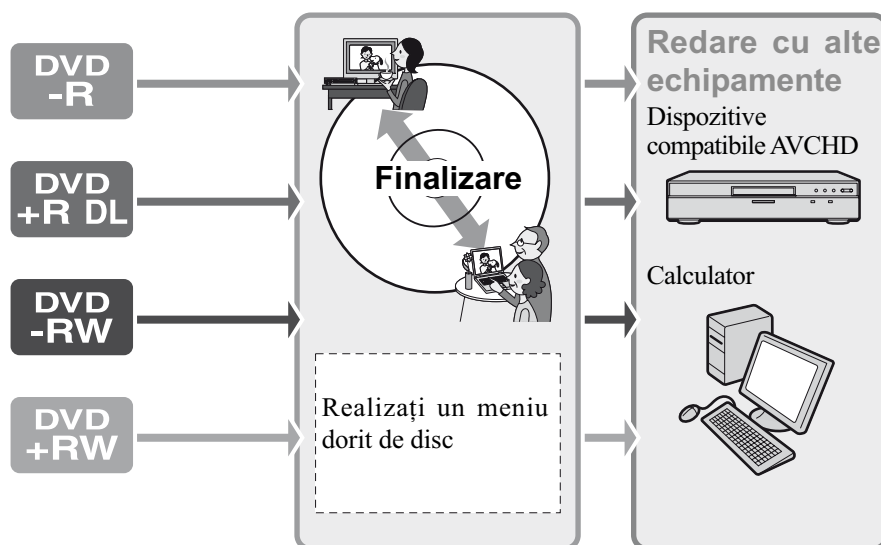 DVD
-R
DVD
+R DL
DVD
-RW
DVD
+RW
Finalizare
Realizați un meniu
dorit de disc
Redare cu alte
echipamente
Dispozitive
compatibile AVCHD
Calculator